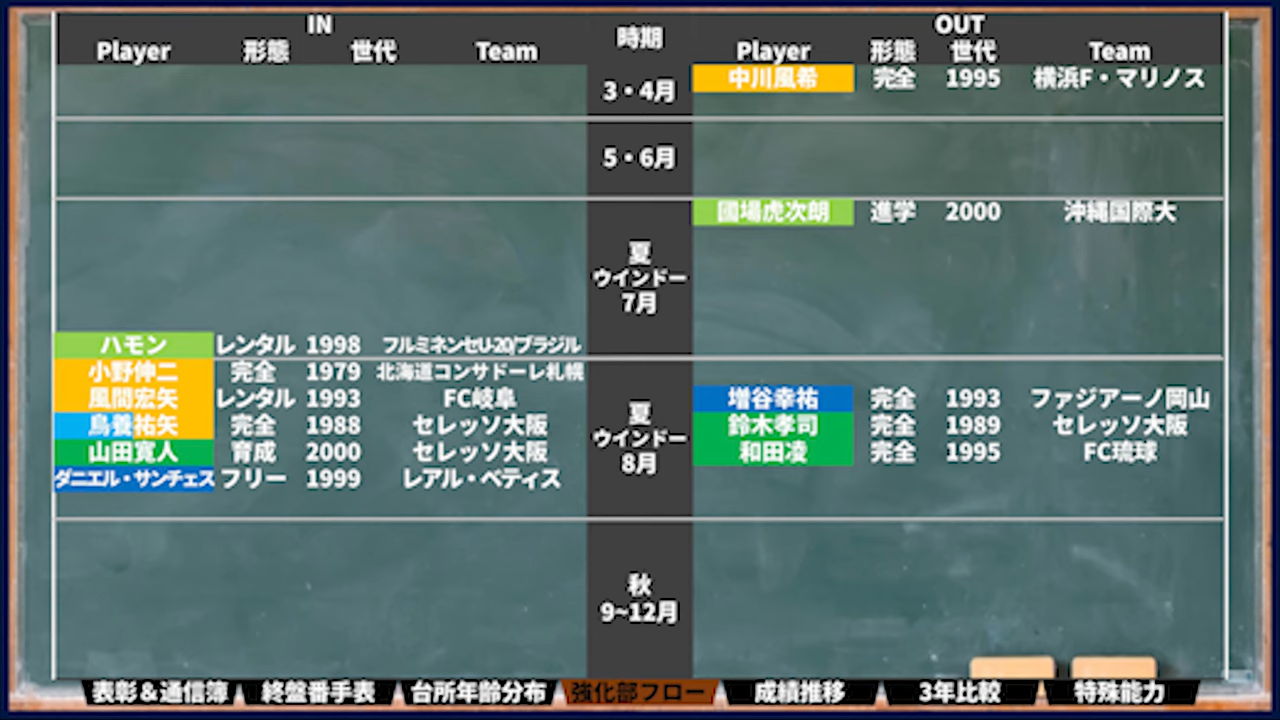 IN
時期
OUT
Player 形態 世代 Team
Player 形態 世代 Team
3・4月
中川風希 完全 1995 横浜F・マリノス
5・6月
國場虎次朗 進学 2000 沖縄国際大
夏
ウインドー
7月
ハモン レンタル 1998 フルミネンセU-20/ブラジル
小野伸二 完全 1979 北海道コンサドーレ札幌
風間宏矢 レンタル 1993 FC岐阜
鳥養祐矢 完全 1988 セレッソ大阪
山田寛人 育成 2000 セレッソ大阪
ダニエル・サンチェス フリー 1999 レアル・ベティス
夏
ウインドー
8月
増谷幸祐 完全 1993 ファジアーノ岡山
鈴木孝司 完全 1989 セレッソ大阪
和田凌 完全 1995 FC琉球
秋
9~12月
表彰&通信簿 終盤番手表 台所年齢分布 強化部フロー 成績推移 3年比較 特殊能力